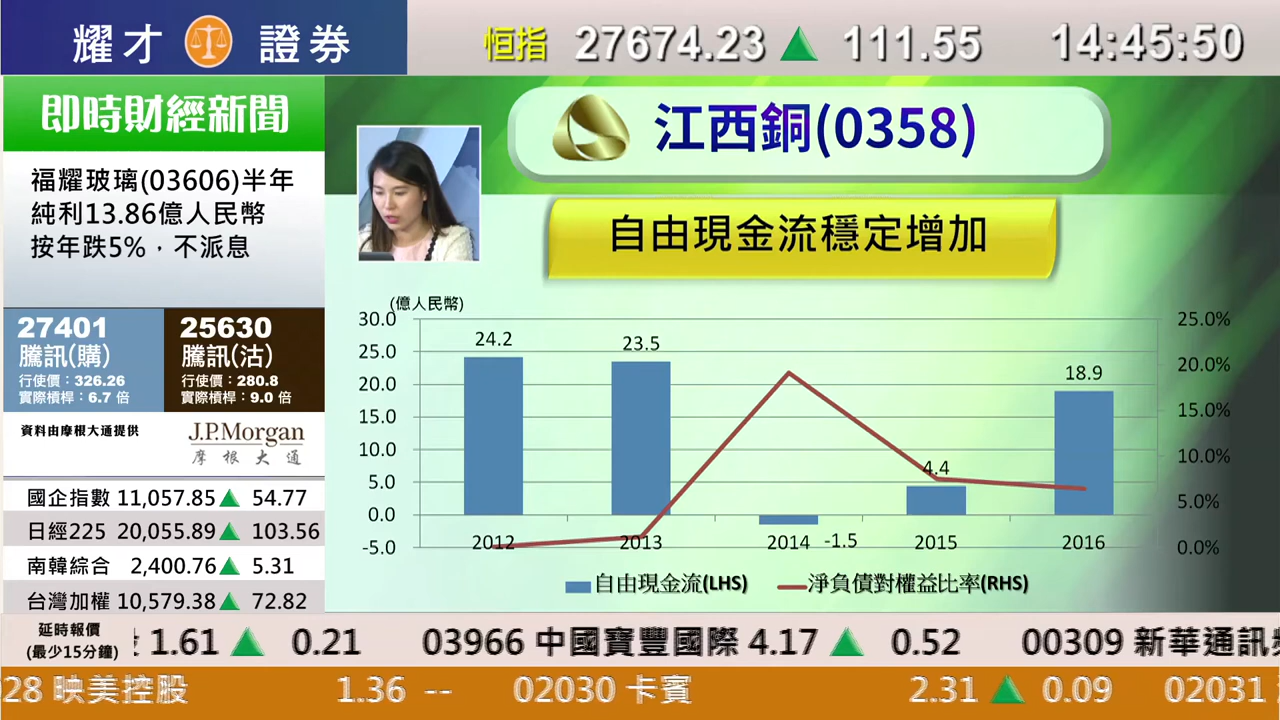 耀才 證券
恒指 27674.23 ▲ 111.55 14:45:50
即時財經新聞
福耀玻璃(03606)半年
純利13.86億人民幣
按年跌5%，不派息
27401
騰訊(購)
行使價：326.26
實際槓桿：6.7 倍
25630
騰訊(沽)
行使價：280.8
實際槓桿：9.0 倍
資料由摩根大通提供
J.P.Morgan
摩根大通
國企指數 11,057.85 ▲ 54.77
日經225 20,055.89 ▲ 103.56
南韓綜合 2,400.76 ▲ 5.31
台灣加權 10,579.38 ▲ 72.82
江西銅(0358)
自由現金流穩定增加
(億人民幣)
30.0
25.0
20.0
15.0
10.0
5.0
0.0
-5.0
24.2
23.5
-1.5
4.4
18.9
2012 2013 2014 2015 2016
25.0%
20.0%
15.0%
10.0%
5.0%
0.0%
自由現金流(LHS) 淨負債對權益比率(RHS)
延時報價
(最少15分鐘)
1.61 ▲ 0.21 03966 中國寶豐國際 4.17 ▲ 0.52 00309 新華通訊
28 映美控股 1.36 -- 02030 卡賓 2.31 ▲ 0.09 02031